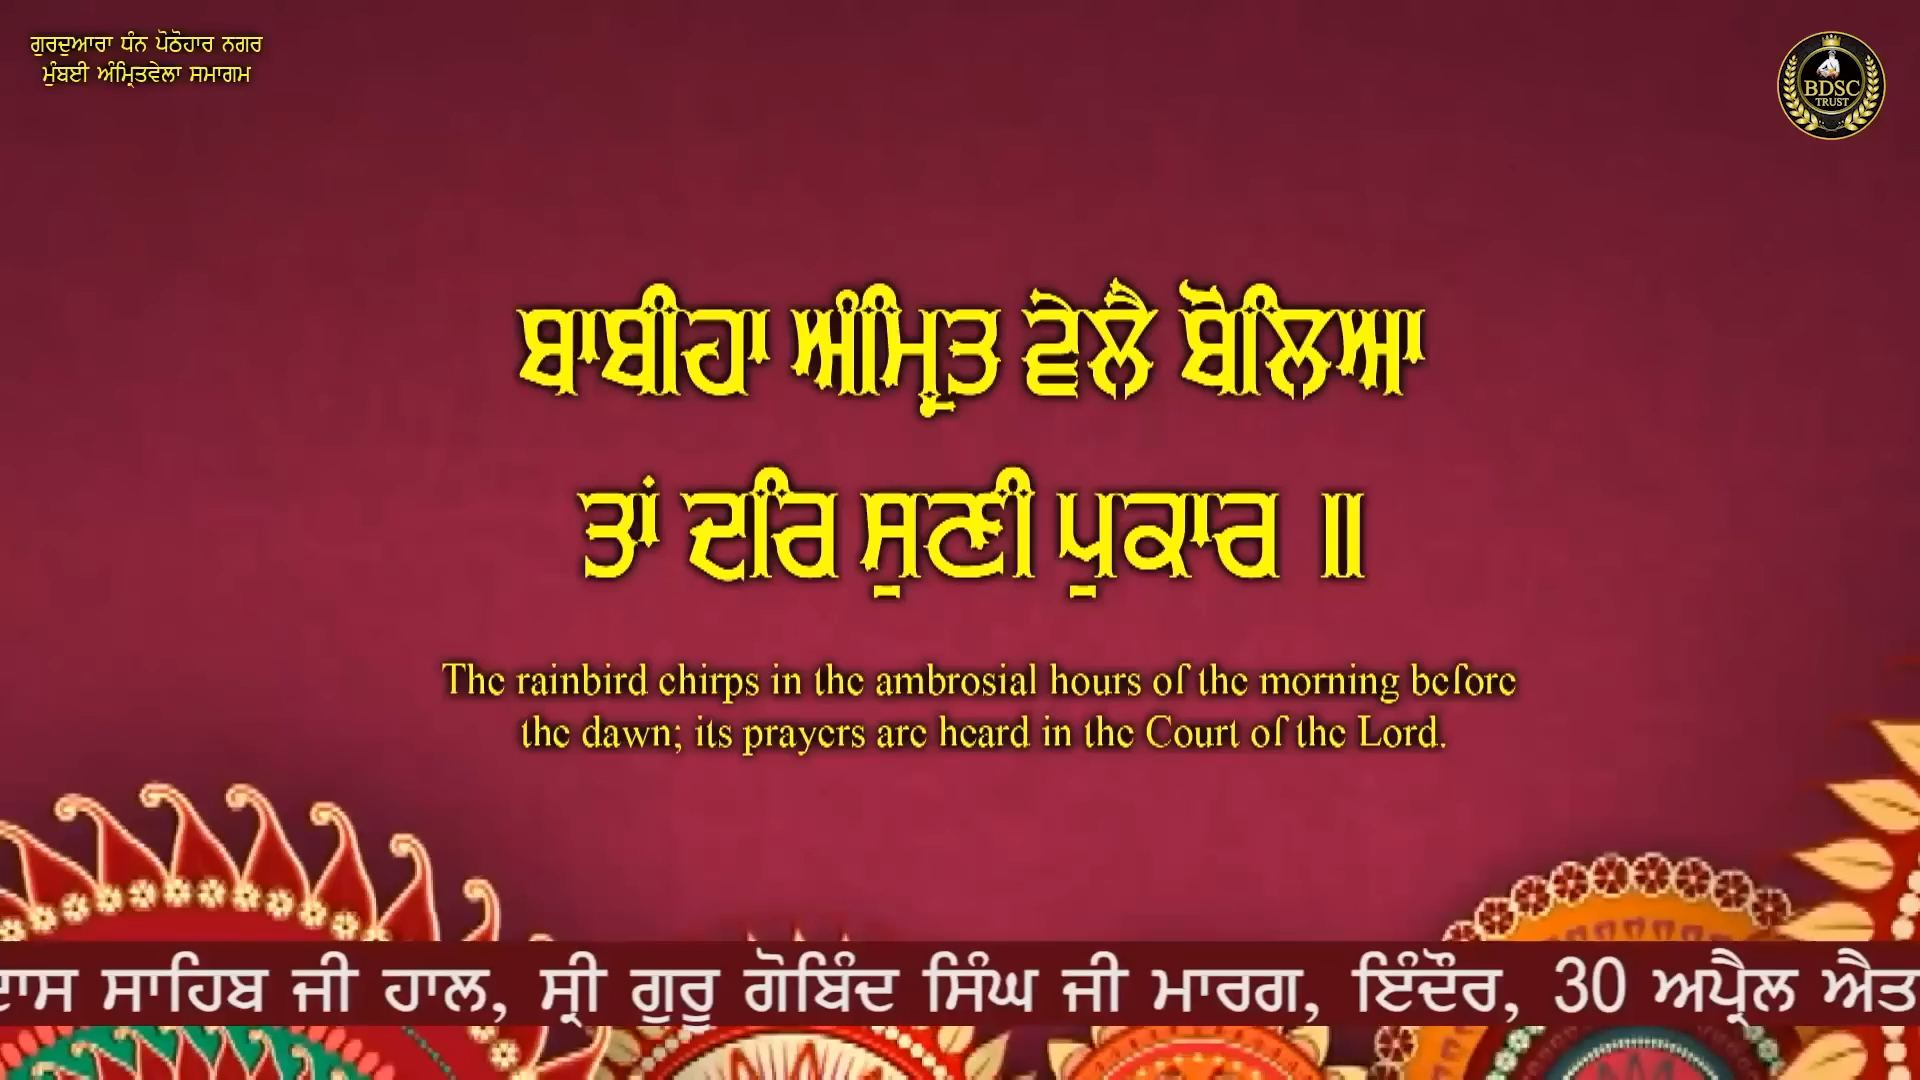 ਗੁਰਦੁਆਰਾ ਧੰਨ ਪੋਠੋਹਾਰ ਨਗਰ
ਮੁੰਬਈ ਅੰਮ੍ਰਿਤਵੇਲਾ ਸਮਾਗਮ
BDSC
TRUST
ਬਾਬੀਹਾ ਅੰਮ੍ਰਿਤ ਵੇਲੈ ਬੋਲਿਆ
ਤਾਂ ਦਰਿ ਸੁਣੀ ਪੁਕਾਰ ॥
The rainbird chirps in the ambrosial hours of the morning before
the dawn; its prayers are heard in the Court of the Lord.
ਸਾਹਿਬ ਜੀ ਹਾਲ, ਸ੍ਰੀ ਗੁਰੂ ਗੋਬਿੰਦ ਸਿੰਘ ਜੀ ਮਾਰਗ, ਇੰਦੌਰ, 30 ਅਪ੍ਰੈਲ